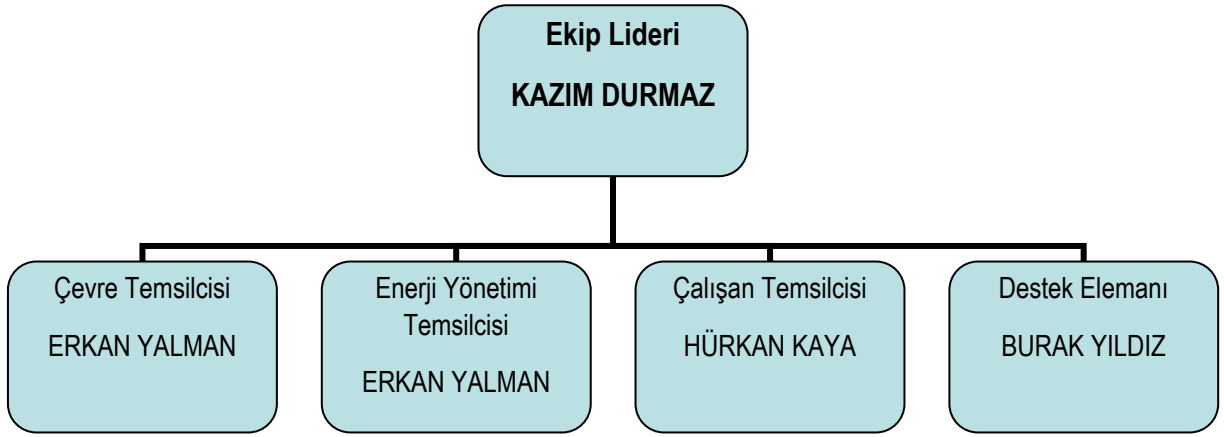 Ekip Lideri
KAZIM DURMAZ
Çevre Temsilcisi
ERKAN YALMAN
Enerji Yönetimi
Temsilcisi
ERKAN YALMAN
Çalışan Temsilcisi
HÜRKAN KAYA
Destek Elemanı
BURAK YILDIZ